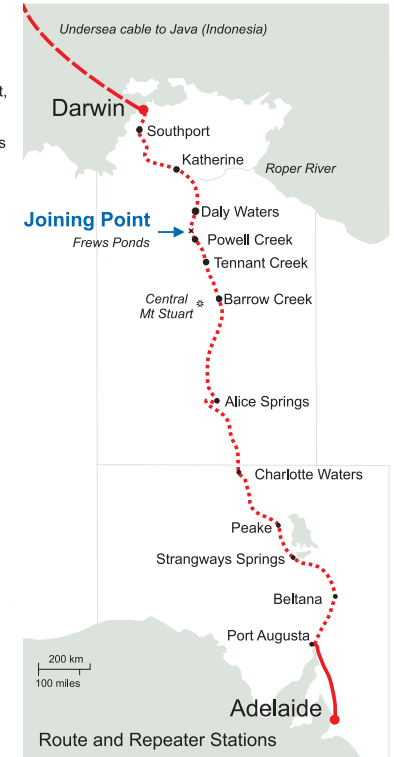 Undersea cable to Java (Indonesia)
t,
Darwin
s
Southport
Katherine
Roper River
Daly Waters
Joining Point
Frews Ponds
Powell Creek
Tennant Creek
Central
Mt Stuart
Barrow Creek
Alice Springs
Charlotte Waters
Peake
Strangways Springs
Beltana
Port Augusta
200 km
100 miles
Adelaide
Route and Repeater Stations